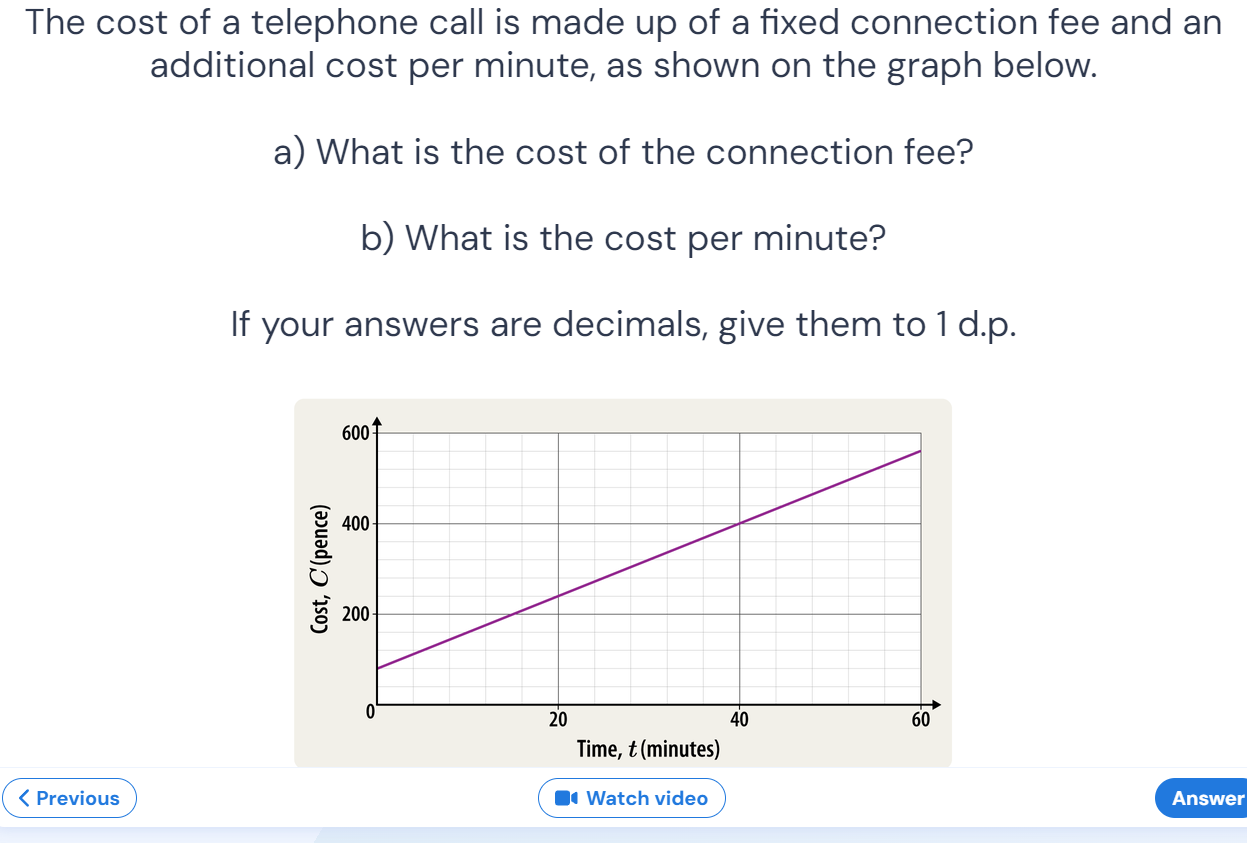 The cost of a telephone call is made up of a fixed connection fee and an
additional cost per minute, as shown on the graph below.
a) What is the cost of the connection fee?
b) What is the cost per minute?
If your answers are decimals, give them to 1 d.p.
600
400
200
0
20
40
60
Cost, C (pence)
Time, t (minutes)
Previous
Watch video
Answer